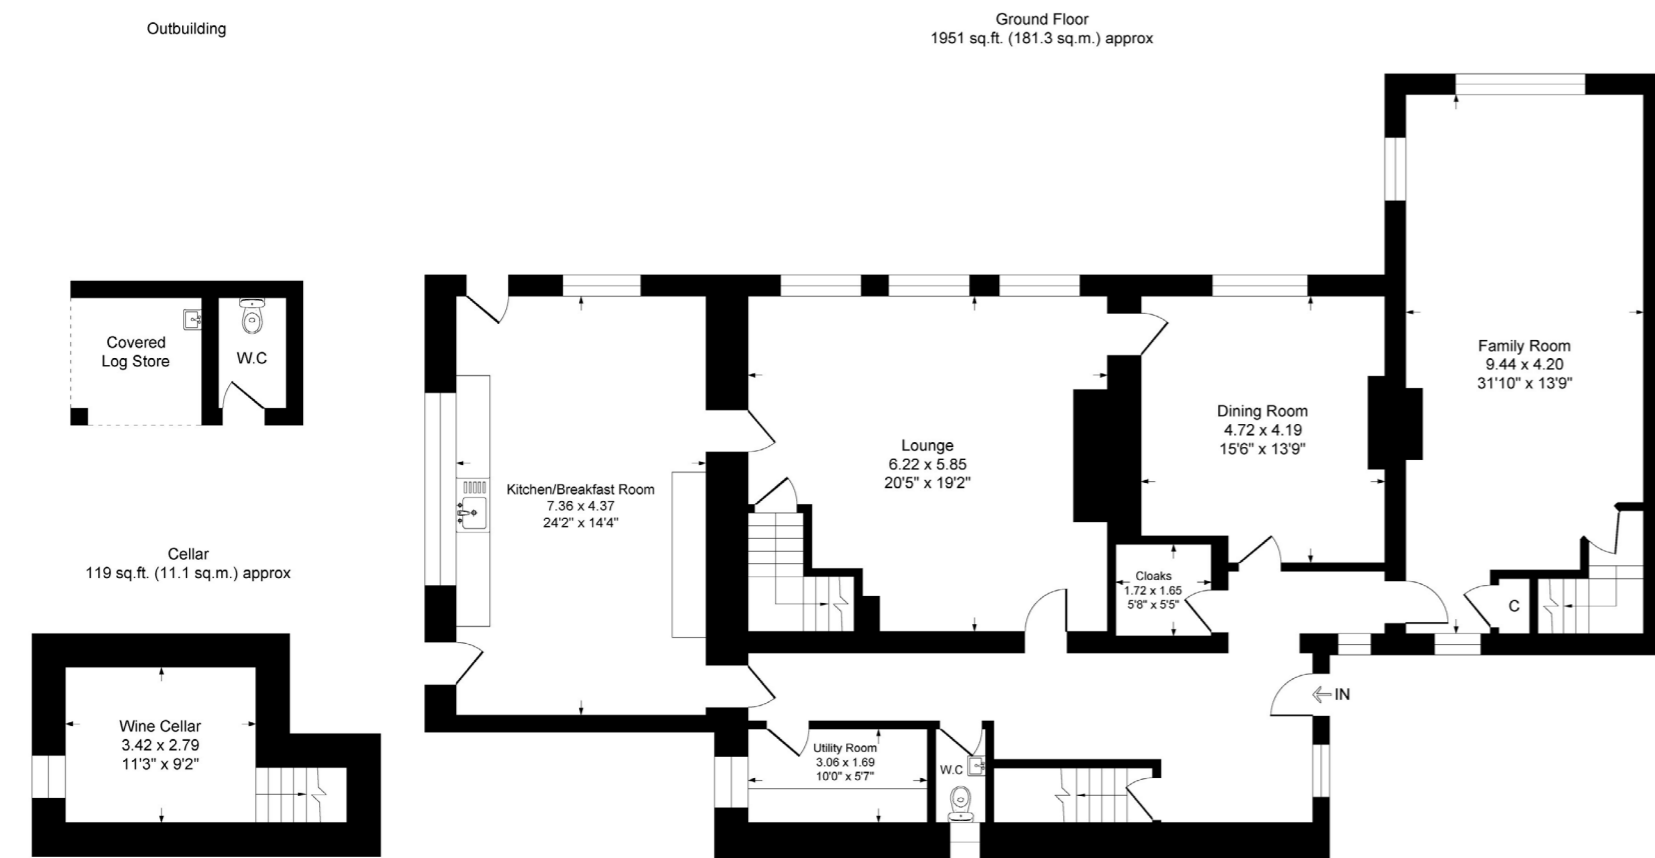 Outbuilding
Ground Floor
1951 sq.ft. (181.3 sq.m.) approx
Covered
Log Store
W.C
Family Room
9.44 x 4.20
31'10" x 13'9"
Dining Room
4.72 x 4.19
15'6" x 13'9"
Lounge
6.22 x 5.85
20'5" x 19'2"
Kitchen/Breakfast Room
7.36 x 4.37
24'2" x 14'4"
Cellar
119 sq.ft. (11.1 sq.m.) approx
Cloaks
1.72 x 1.65
5'8" x 5'5"
C
IN
Wine Cellar
3.42 x 2.79
11'3" x 9'2"
Utility Room
3.06 x 1.69
10'0" x 5'7"
W.C